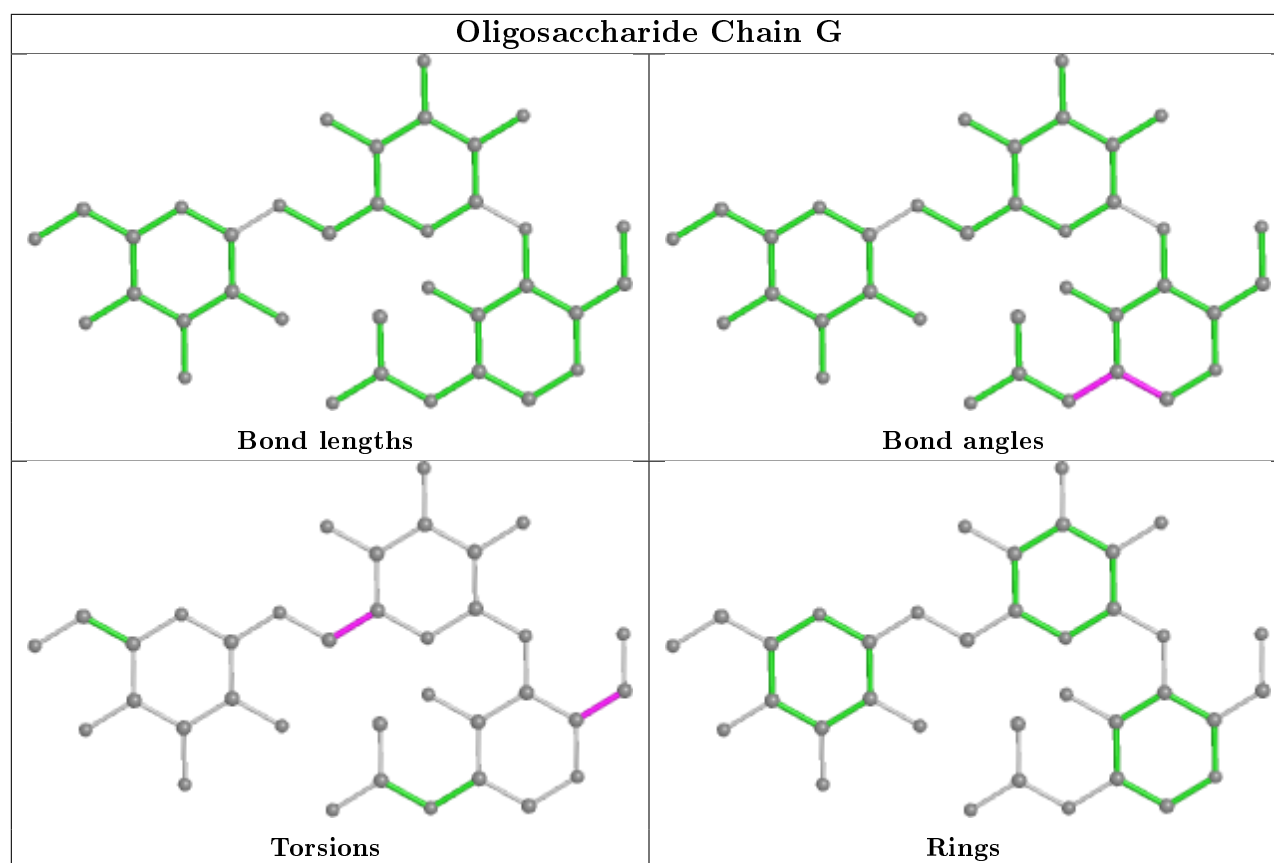 Oligosaccharide Chain G
Bond lengths
Bond angles
Torsions
Rings